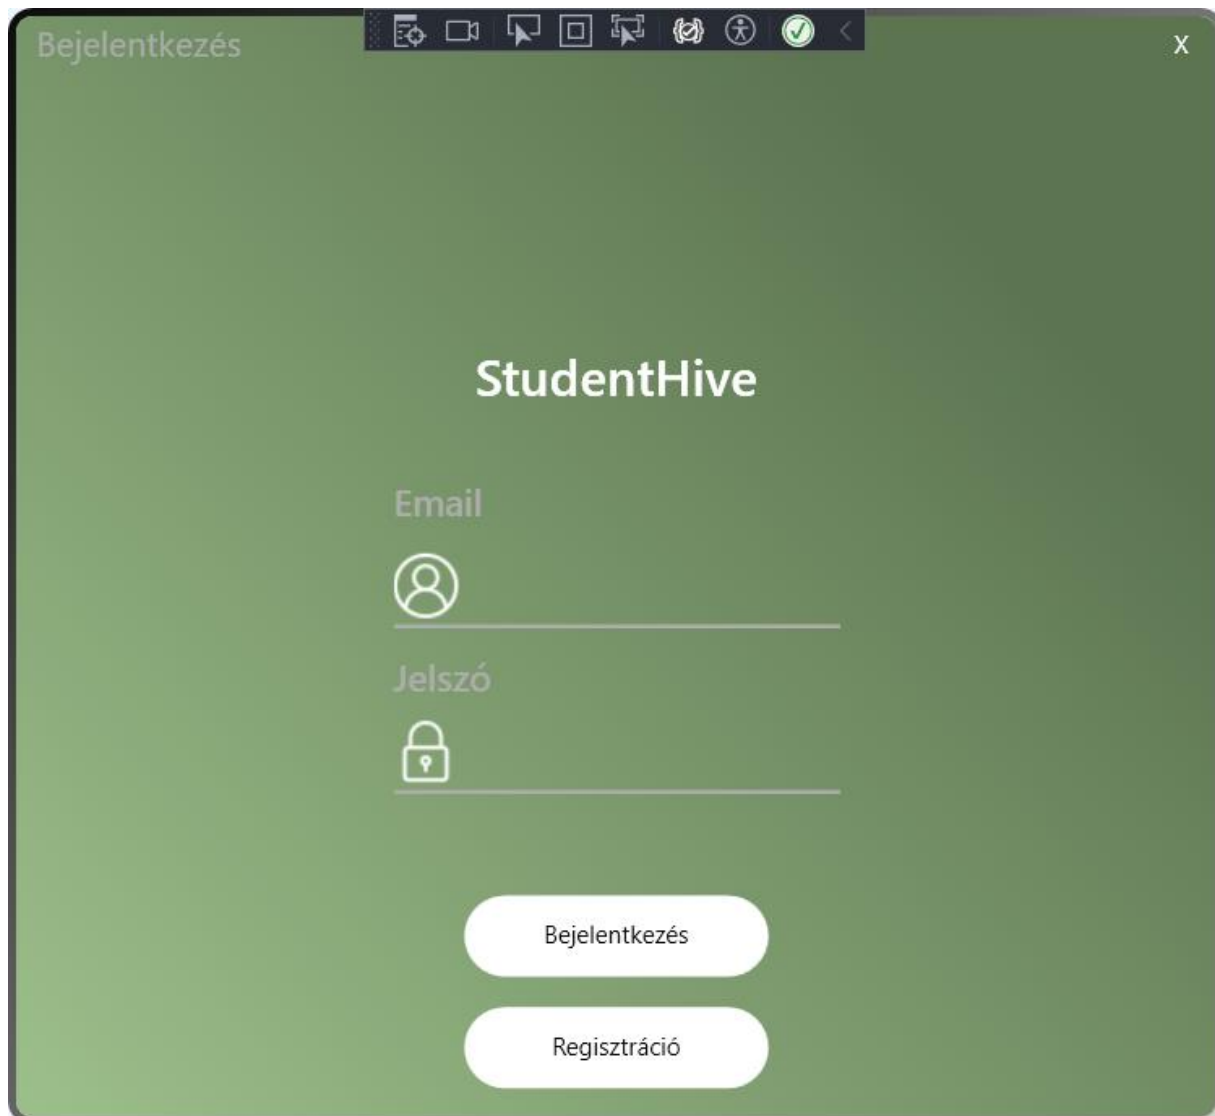 Bejelentkezés
X
StudentHive
Email
Jelszó
Bejelentkezés
Regisztráció